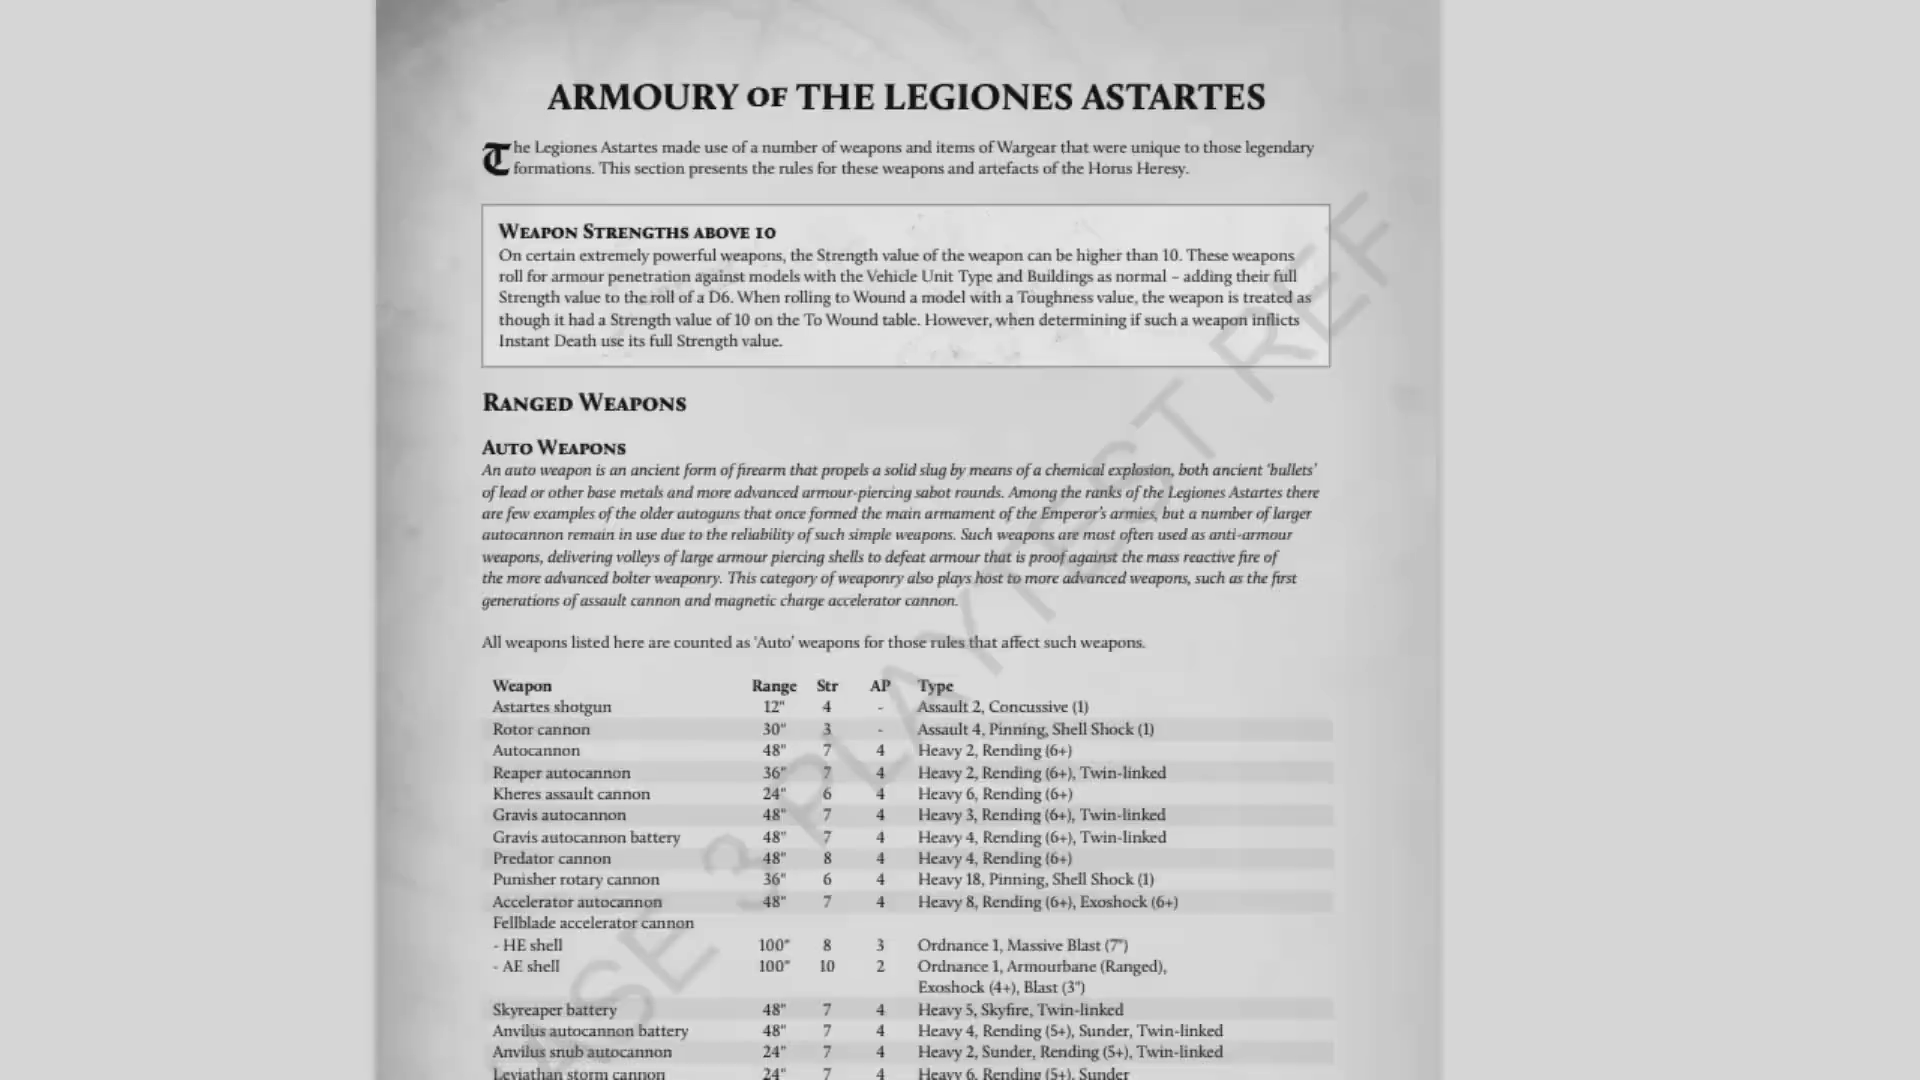 ARMOURY OF THE LEGIONES ASTARTES
The Legiones Astartes made use of a number of weapons and items of Wargear that were unique to those legendary
formations. This section presents the rules for these weapons and artefacts of the Horus Heresy.
WEAPON STRENGTHS ABOVE 10
On certain extremely powerful weapons, the Strength value of the weapon can be higher than 10. These weapons
roll for armour penetration against models with the Vehicle Unit Type and Buildings as normal – adding their full
Strength value to the roll of a D6. When rolling to Wound a model with a Toughness value, the weapon is treated as
though it had a Strength value of 10 on the To Wound table. However, when determining if such a weapon inflicts
Instant Death use its full Strength value.
RANGED WEAPONS
AUTO WEAPONS
An auto weapon is an ancient form of firearm that propels a solid slug by means of a chemical explosion, both ancient 'bullets'
of lead or other base metals and more advanced armour-piercing sabot rounds. Among the ranks of the Legiones Astartes there
are few examples of the older autoguns that once formed the main armament of the Emperor's armies, but a number of larger
autocannon remain in use due to the reliability of such simple weapons. Such weapons are most often used as anti-armour
weapons, delivering volleys of large armour piercing shells to defeat armour that is proof against the mass reactive fire of
the more advanced bolter weaponry. This category of weaponry also plays host to more advanced weapons, such as the first
generations of assault cannon and magnetic charge accelerator cannon.
All weapons listed here are counted as 'Auto' weapons for those rules that affect such weapons.
Weapon Range Str AP Type
Astartes shotgun 12" 4 - Assault 2, Concussive (1)
Rotor cannon 30" 3 - Assault 4, Pinning, Shell Shock (1)
Autocannon 48" 7 4 Heavy 2, Rending (6+)
Reaper autocannon 36" 7 4 Heavy 2, Rending (6+), Twin-linked
Kheres assault cannon 24" 6 4 Heavy 6, Rending (6+)
Gravis autocannon 48" 7 4 Heavy 3, Rending (6+), Twin-linked
Gravis autocannon battery 48" 7 4 Heavy 4, Rending (6+), Twin-linked
Predator cannon 48" 8 4 Heavy 4, Rending (6+)
Punisher rotary cannon 36" 6 4 Heavy 18, Pinning, Shell Shock (1)
Accelerator autocannon 48" 7 4 Heavy 8, Rending (6+), Exoshock (6+)
Fellblade accelerator cannon
- HE shell 100" 8 3 Ordnance 1, Massive Blast (7")
- AE shell 100" 10 2 Ordnance 1, Armourbane (Ranged),
Exoshock (4+), Blast (3")
Skyreaper battery 48" 7 4 Heavy 5, Skyfire, Twin-linked
Anvilus autocannon battery 48" 7 4 Heavy 4, Rending (5+), Sunder, Twin-linked
Anvilus snub autocannon 24" 7 4 Heavy 2, Sunder, Rending (5+), Twin-linked
Leviathan storm cannon 24" 7 4 Heavy 6, Rending (5+), Sunder
ASE 3 PLAYTEST REF